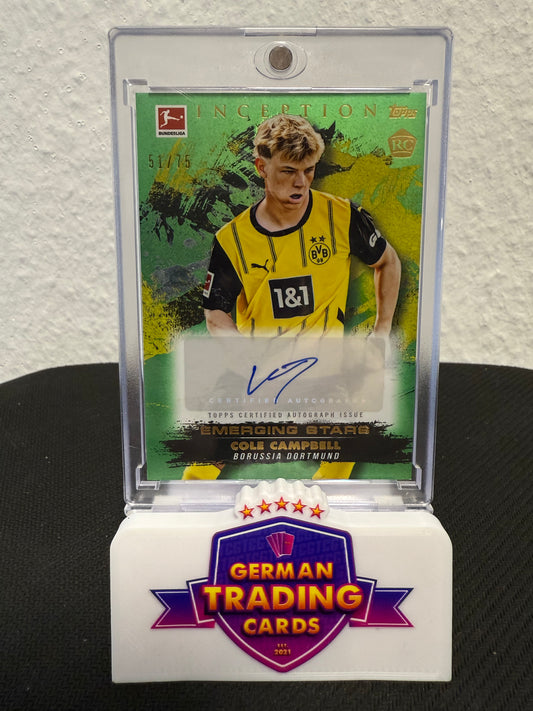 INCEPTION
topps
BUNDESLIGA
RC
51/75
BVB
09
PUMA
1&1
CERTIFIED AUTOGRAPH
TOPPS CERTIFIED AUTOGRAPH ISSUE
EMERGING STARS
COLE CAMPBELL
BORUSSIA DORTMUND
GERMAN
TRADING
CARDS
EST.
2021